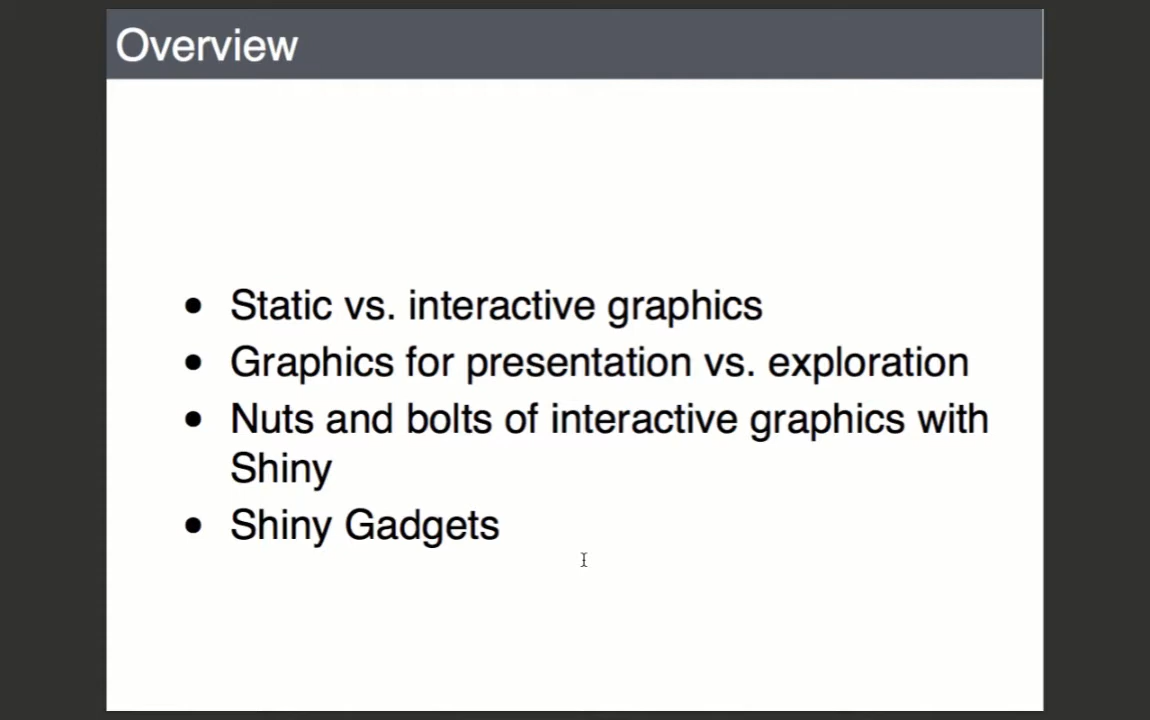 Overview
• Static vs. interactive graphics
• Graphics for presentation vs. exploration
• Nuts and bolts of interactive graphics with
Shiny
• Shiny Gadgets